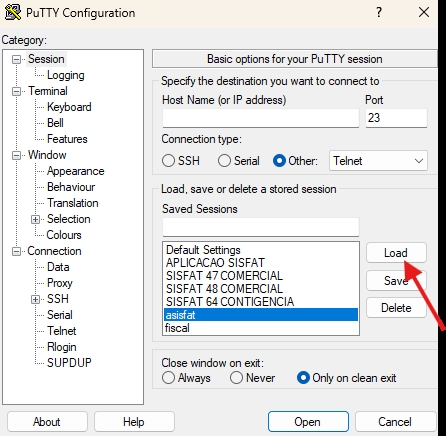 PuTTY Configuration
Category:
Session
Logging
Terminal
Keyboard
Bell
Features
Window
Appearance
Behaviour
Translation
Selection
Colours
Connection
Data
Proxy
SSH
Serial
Telnet
Rlogin
SUPDUP
Basic options for your PuTTY session
Specify the destination you want to connect to
Host Name (or IP address) Port
23
Connection type:
SSH Serial Other: Telnet
Load, save or delete a stored session
Saved Sessions
Default Settings
APLICACAO SISFAT
SISFAT 47 COMERCIAL
SISFAT 48 COMERCIAL
SISFAT 64 CONTIGENCIA
asisfat
fiscal
Load
Save
Delete
Close window on exit:
Always Never Only on clean exit
About Help Open Cancel